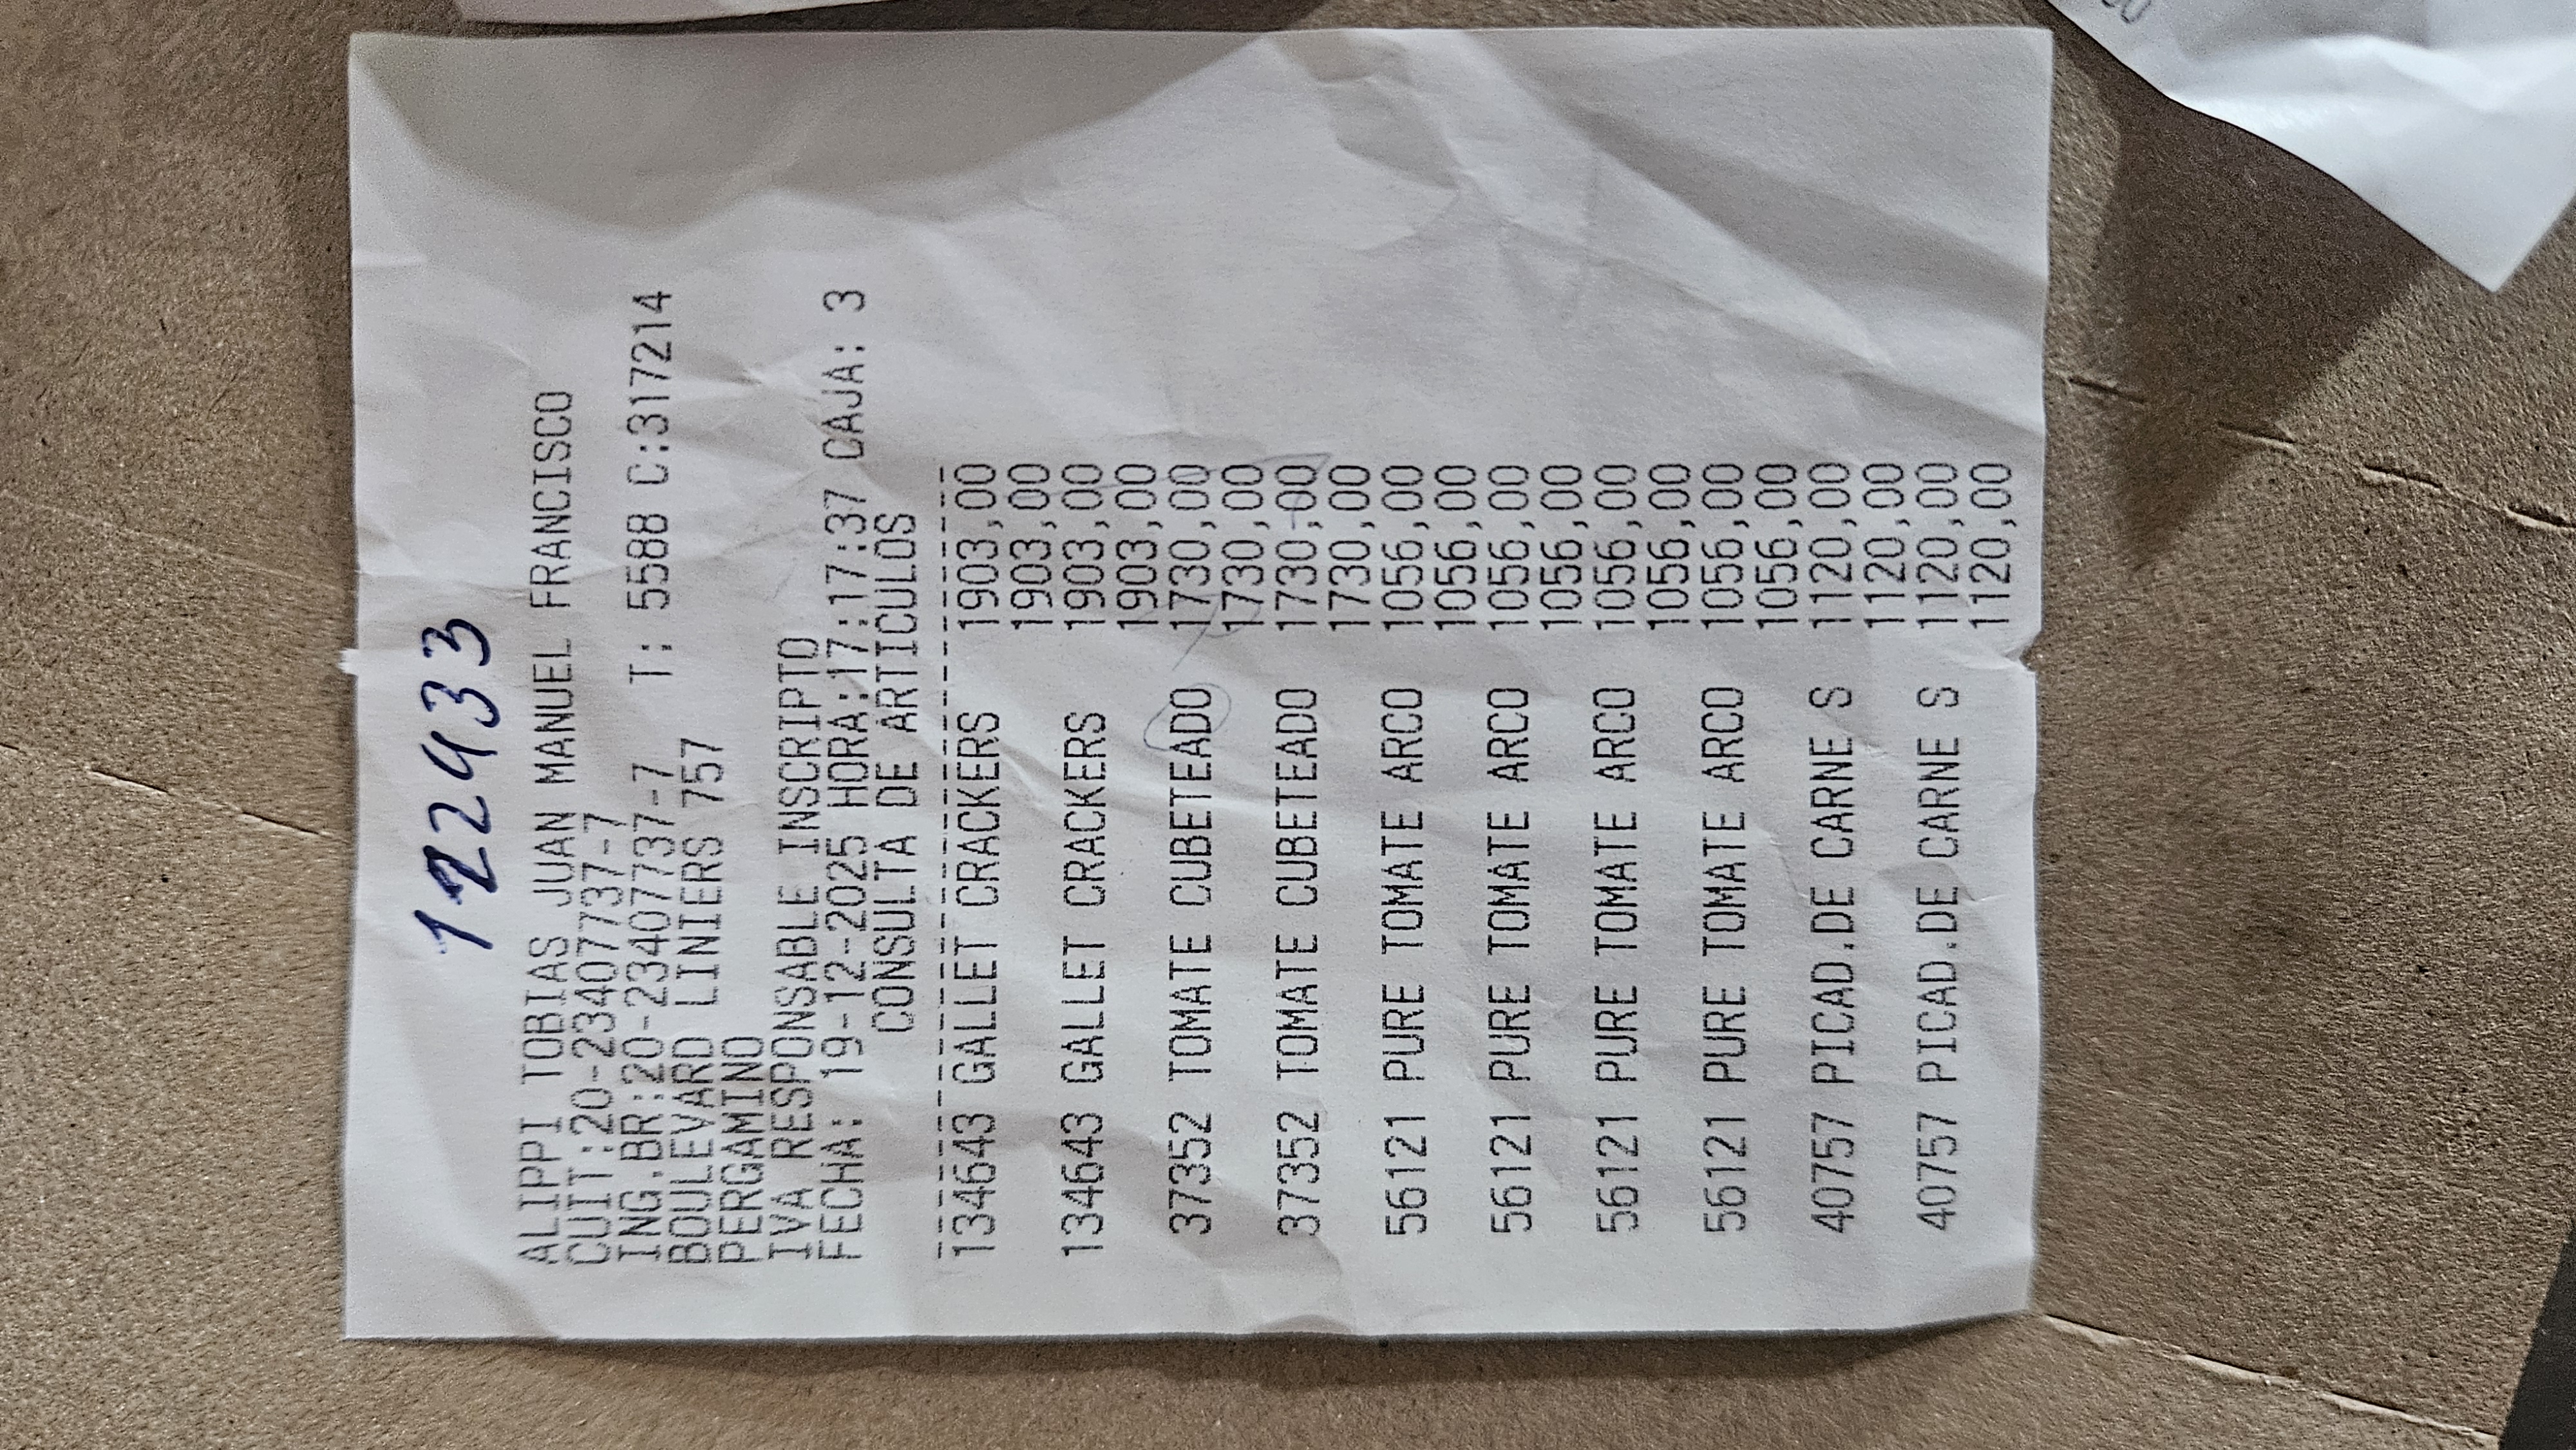 122433
ALIPPI TOBIAS JUAN MANUEL FRANCISCO
CUIT:20-23407737-7
ING.BR:20-23407737-7 T: 5588 C:317214
BOULEVARD LINIERS 757
PERGAMINO
IVA RESPONSABLE INSCRIPTO
FECHA: 19-12-2025 HORA:17:17:37 CAJA: 3
CONSULTA DE ARTICULOS
134643 GALLET CRACKERS 1903,00
1903,00
134643 GALLET CRACKERS 1903,00
1903,00
37352 TOMATE CUBETEADO 1730,00
1730,00
37352 TOMATE CUBETEADO 1730,00
1730,00
56121 PURE TOMATE ARCO 1056,00
1056,00
56121 PURE TOMATE ARCO 1056,00
1056,00
56121 PURE TOMATE ARCO 1056,00
1056,00
56121 PURE TOMATE ARCO 1056,00
1056,00
40757 PICAD.DE CARNE S 1120,00
1120,00
40757 PICAD.DE CARNE S 1120,00
1120,00